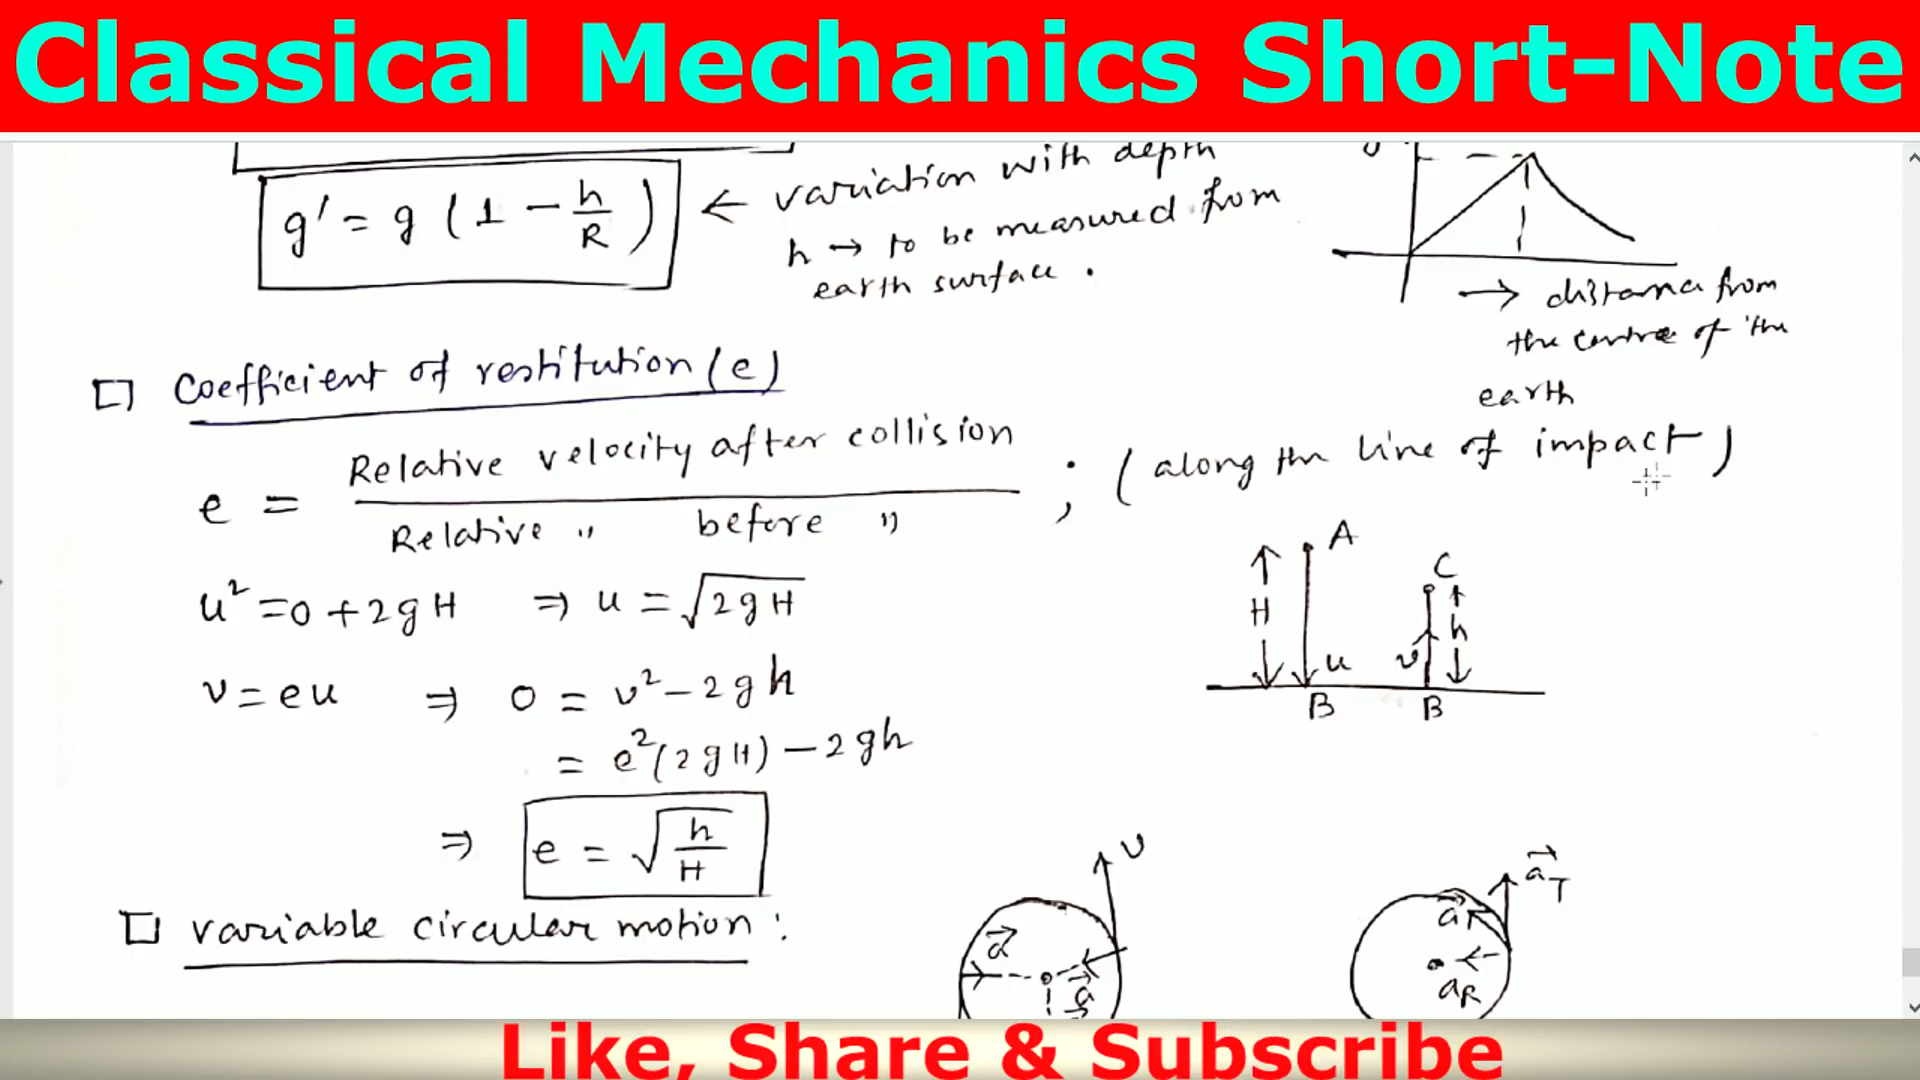 Classical Mechanics Short-Note
g' = g (1 - h/R) ← variation with depth
h → to be measured from
earth surface.
→ distance from
the centre of the
earth
□ Coefficient of restitution (e)
e = Relative velocity after collision / Relative " before " ; (along the line of impact)
u² = 0 + 2gH ⇒ u = √2gH
v = eu ⇒ 0 = v² - 2gh
= e²(2gH) - 2gh
⇒ e = √h/H
A
H
u
B
C
h
v
B
□ variable circular motion :
v
a⃗
a⃗
a⃗T
a⃗
aR
Like, Share & Subscribe